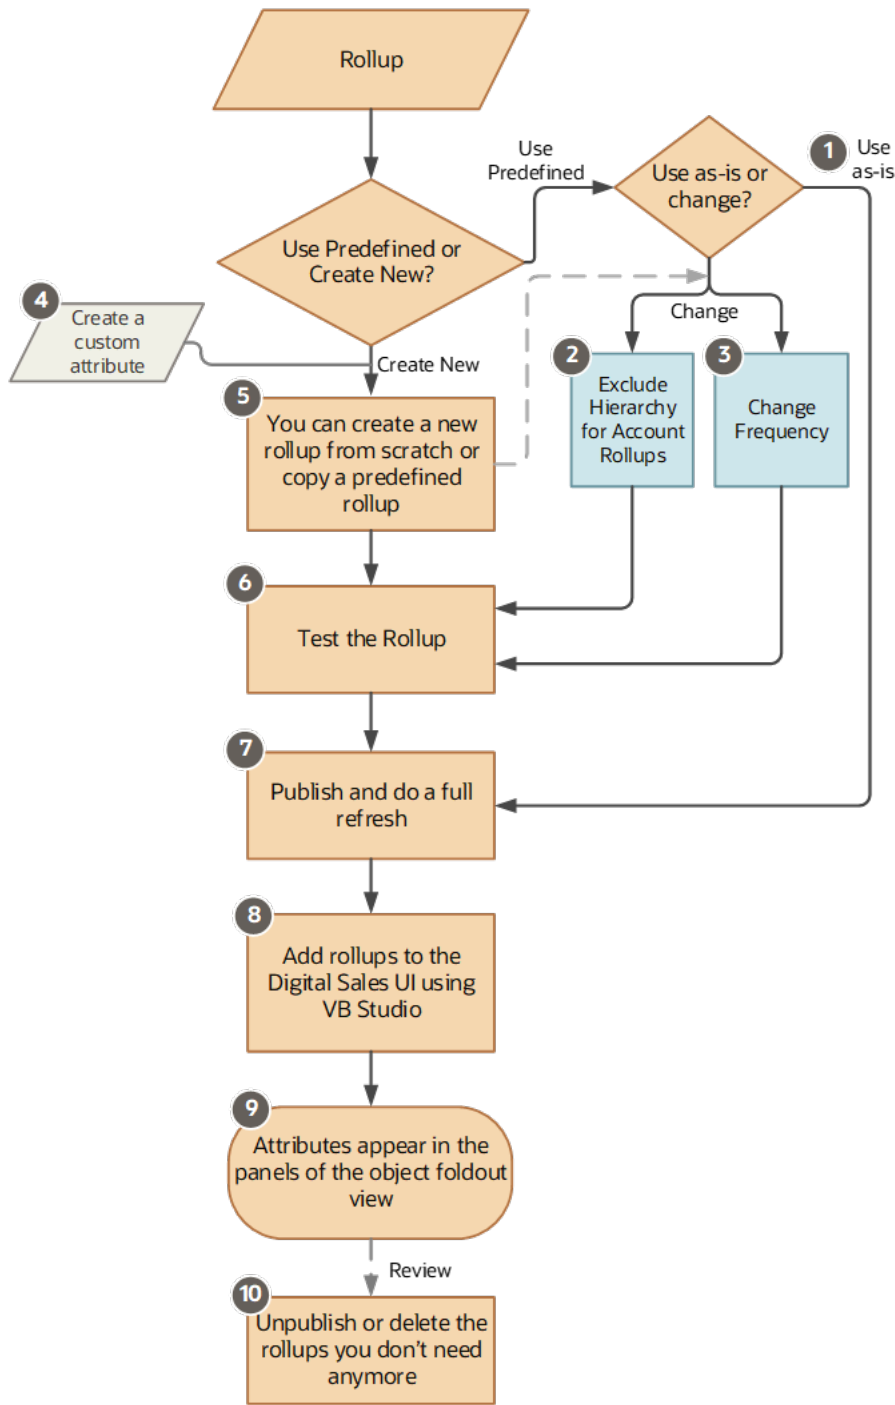 Rollup
Use
Predefined
Use as-is or
change?
1
Use
as-is
Use Predefined or
Create New?
Change
4
Create a
custom
attribute
Create New
2
Exclude
Hierarchy
for Account
Rollups
3
Change
Frequency
5
You can create a new
rollup from scratch or
copy a predefined
rollup
6
Test the Rollup
7
Publish and do a full
refresh
8
Add rollups to the
Digital Sales UI using
VB Studio
9
Attributes appear in the
panels of the object foldout
view
Review
10
Unpublish or delete the
rollups you don't need
anymore